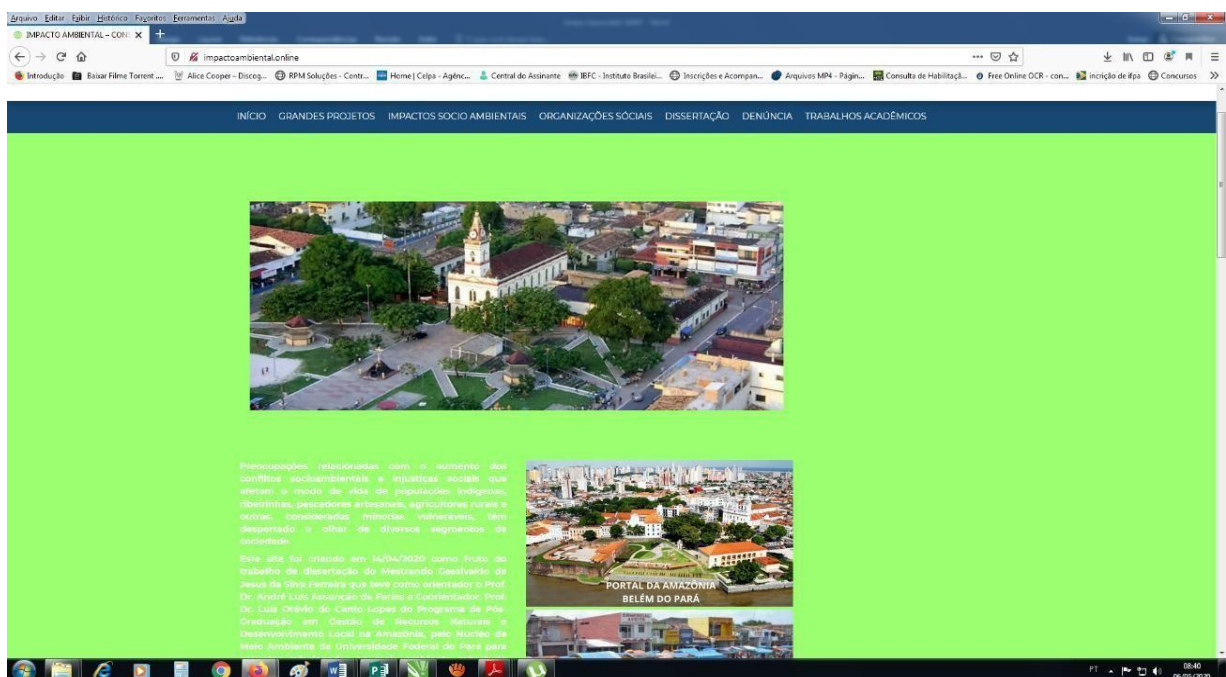 Arquivo Editar Exibir Histórico Favoritos Ferramentas Ajuda
IMPACTO AMBIENTAL – CON
impactoambiental.online
Introdução Baixar Filme Torrent .... Alice Cooper – Discog... RPM Soluções - Contr... Home | Celpa - Agênc... Central do Assinante IBFC - Instituto Brasilei... Inscrições e Acompan... Arquivos MP4 - Págin... Consulta de Habilitaçã... Free Online OCR - con... incrição de ifpa Concursos
INÍCIO GRANDES PROJETOS IMPACTOS SOCIO AMBIENTAIS ORGANIZAÇÕES SÓCIAIS DISSERTAÇÃO DENÚNCIA TRABALHOS ACADÊMICOS
Preocupações relacionadas com o aumento dos
conflitos socioambientais e injustiças sociais que
afetam o modo de vida de populações indígenas,
ribeirinhas, pescadores artesanais, agricultores rurais e
outras, consideradas minorias vulneráveis, têm
despertado o olhar de diversos segmentos da
sociedade.
Este site foi criando em 14/04/2020 como fruto do
trabalho de dissertação do Mestrando Gesivaldo de
Jesus da Silva Ferreira que teve como orientador o Prof.
Dr. André Luis Assunção de Farias e Coorientador: Prof.
Dr. Luis Otávio do Canto Lopes do Programa de Pós-
Graduação em Gestão de Recursos Naturais e
Desenvolvimento Local na Amazônia, pelo Núcleo de
Meio Ambiente da Universidade Federal do Pará para
PORTAL DA AMAZÔNIA
BELÉM DO PARÁ
PT
08:40